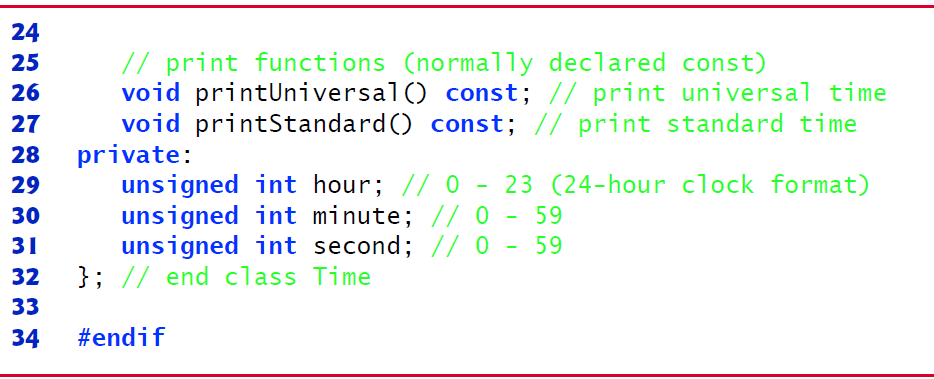 24
25 // print functions (normally declared const)
26 void printUniversal() const; // print universal time
27 void printStandard() const; // print standard time
28 private:
29 unsigned int hour; // 0 - 23 (24-hour clock format)
30 unsigned int minute; // 0 - 59
31 unsigned int second; // 0 - 59
32 }; // end class Time
33
34 #endif